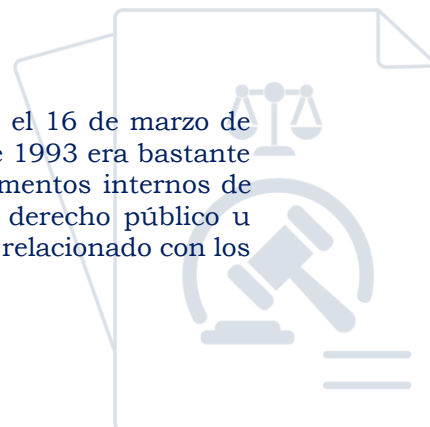 el 16 de marzo de
1993 era bastante
mentos internos de
derecho público u
relacionado con los